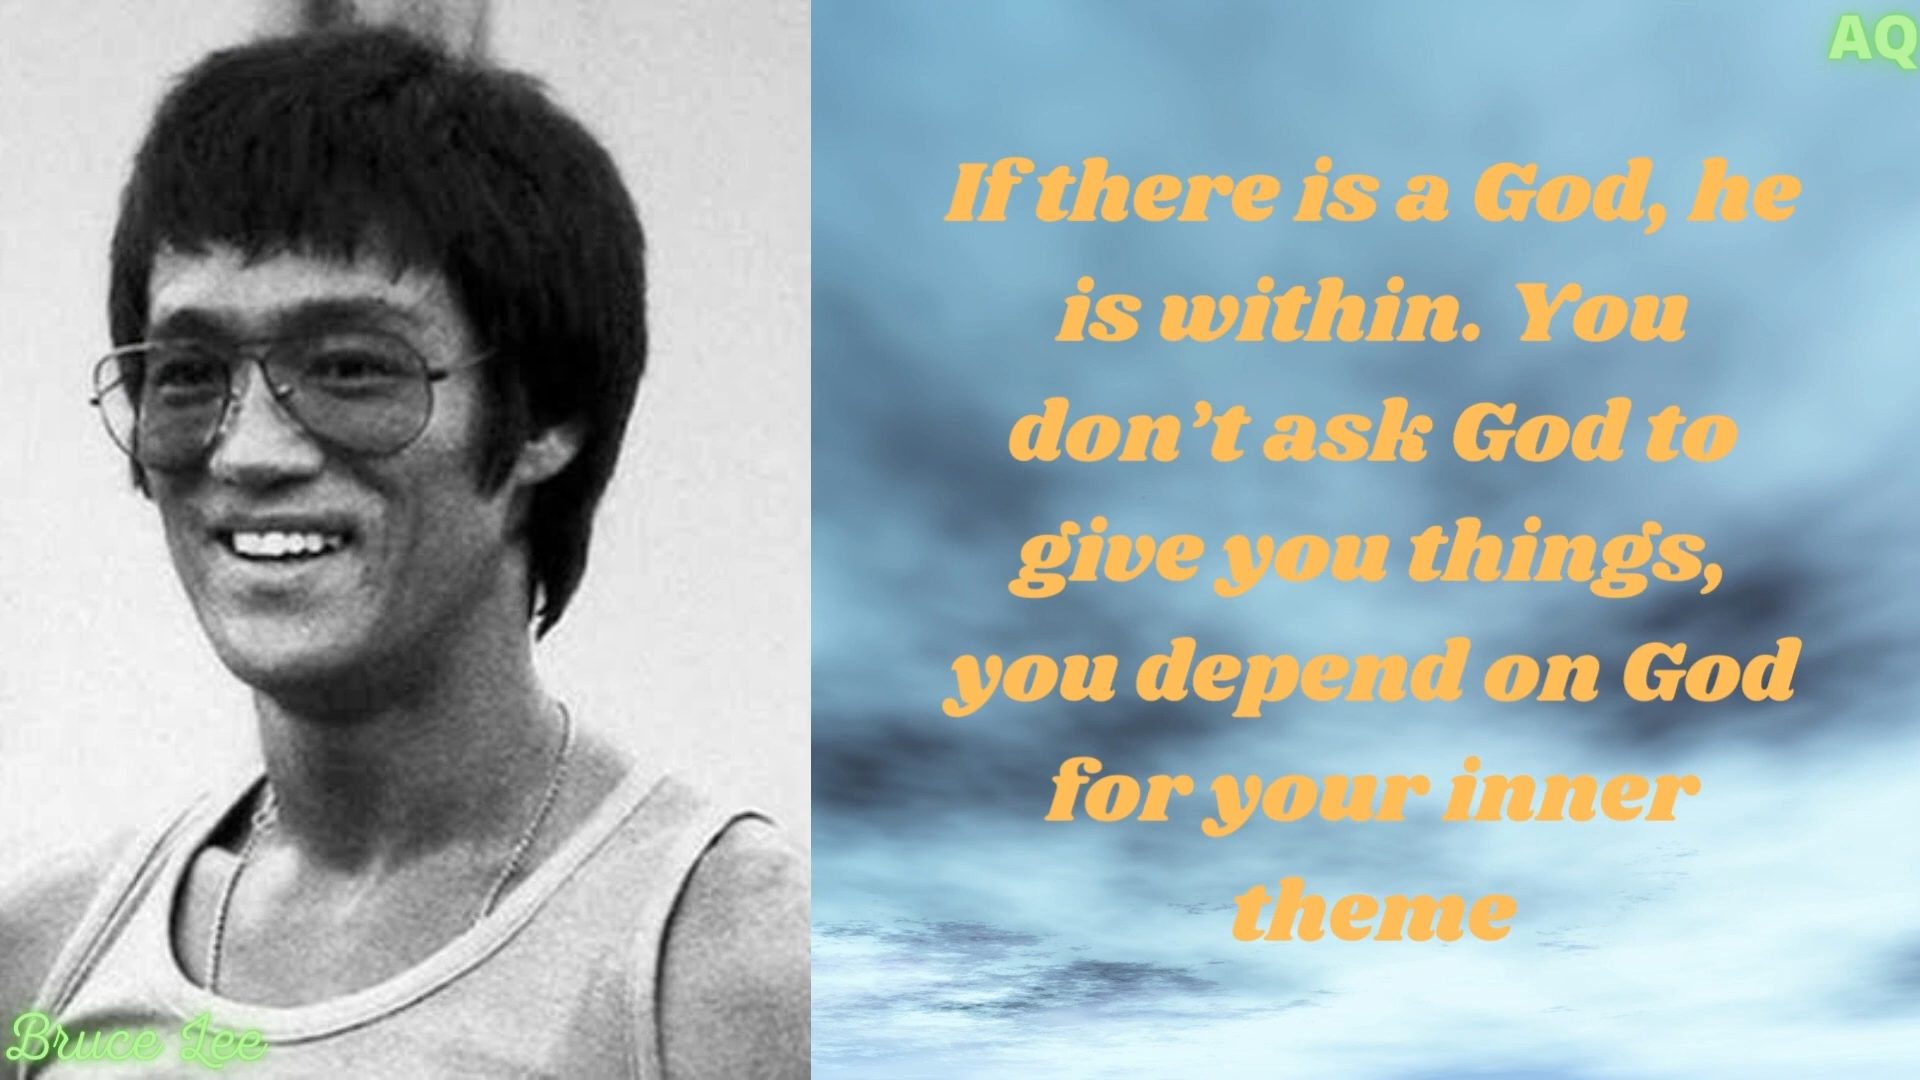 AQ
If there is a God, he
is within. You
don’t ask God to
give you things,
you depend on God
for your inner
theme
Bruce Lee